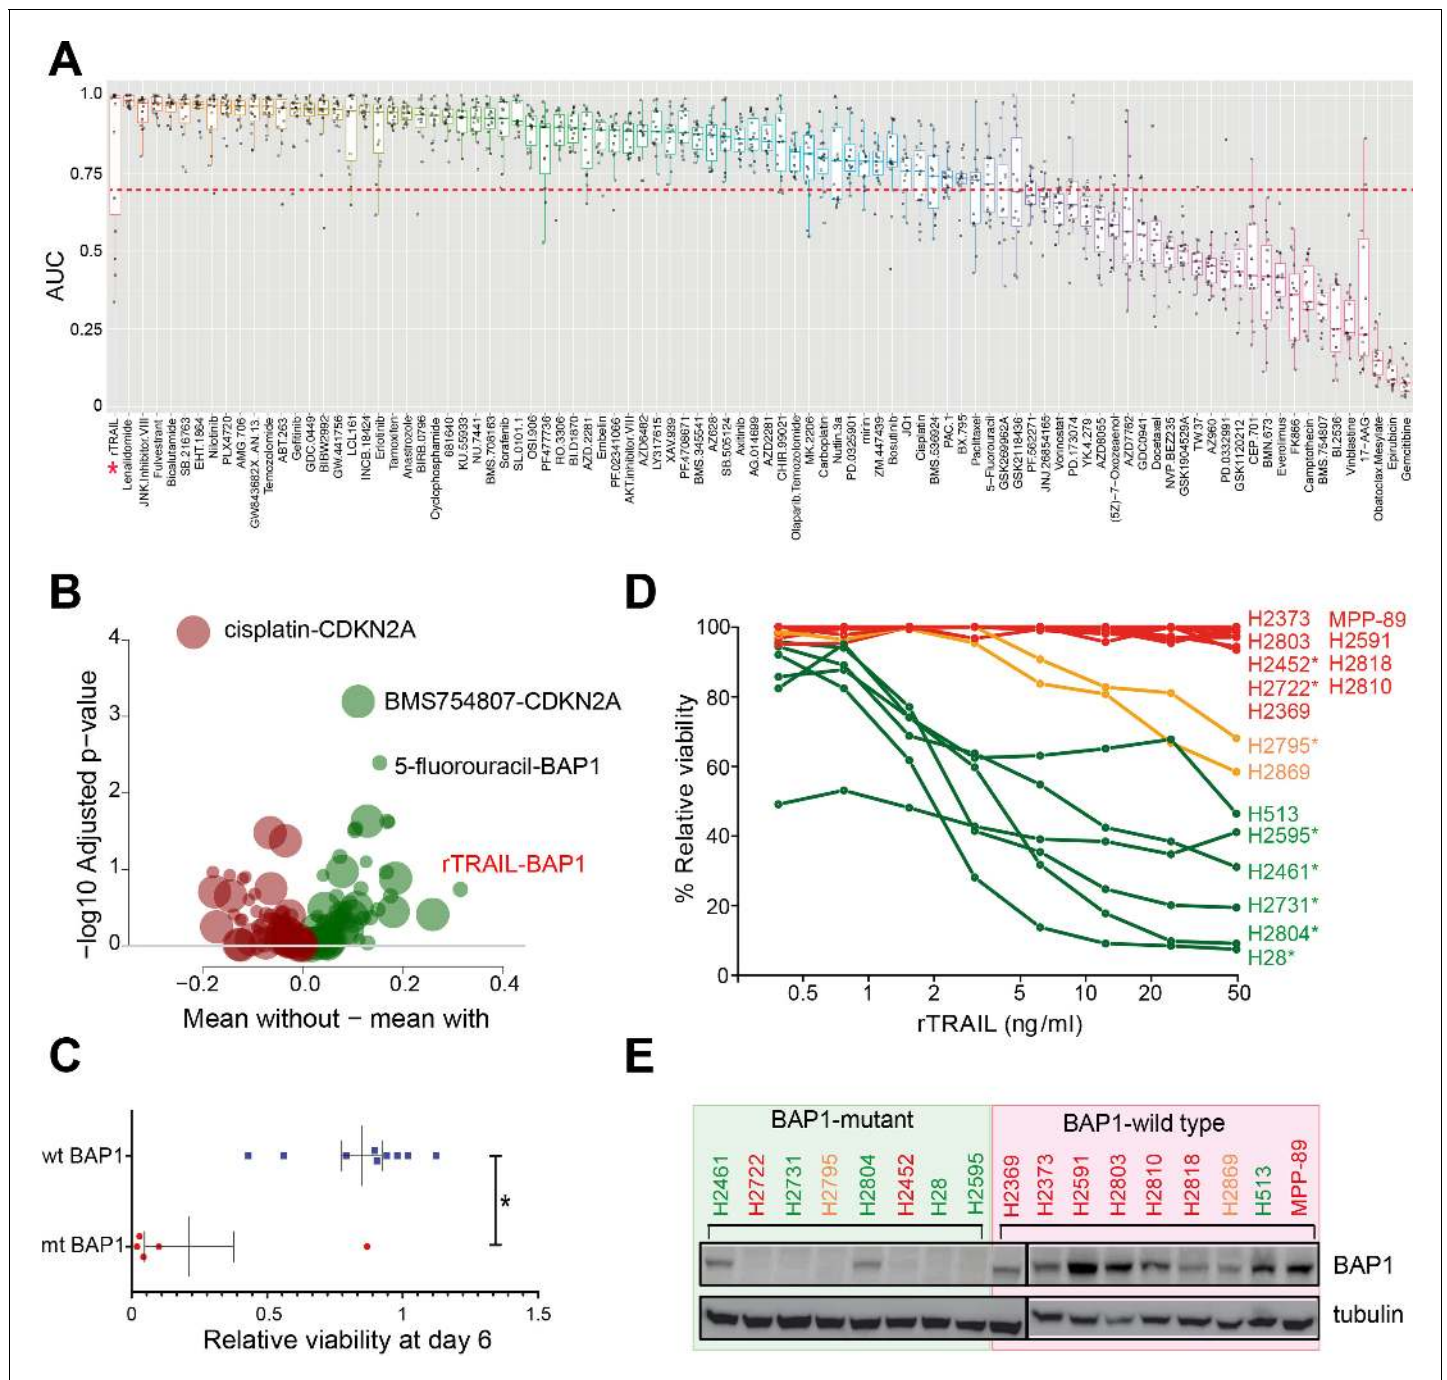 A
1.0
0.75
0.5
0.25
0
AUC
* rTRAIL
Lenalidomide
JNK.Inhibitor.VIII
Fulvestrant
Bicalutamide
SB.216763
EHT.1864
Nilotinib
PLX4720
AMG.706
GW843682X..AN.13.
Temozolomide
ABT.263
Gefitinib
GDC.0449
BIBW2992
GW.441756
LCL161
INCB.18424
Erlotinib
Tamoxifen
Anastrozole
BIRB.0796
Cyclophosphamide
681640
KU.55933
NU.7441
BMS.708163
Sorafenib
SL.0101.1
OSI.906
PF477736
RO.3306
BI.D1870
AZD.2281
Embelin
PF.02341066
AKT.inhibitor.VIII
AZD6482
LY317615
XAV.939
PF.4708671
BMS.345541
AZ628
SB.505124
Axitinib
AG.014699
AZD2281
CHIR.99021
Olaparib.Temozolomide
MK.2206
Carboplatin
Nutlin.3a
PD.0325901
mirin
ZM.447439
Bosutinib
JQ1
Cisplatin
BMS.536924
PAC.1
BX.795
Paclitaxel
5-Fluorouracil
GSK269962A
GSK2118436
PF.562271
JNJ.26854165
Vorinostat
PD.173074
YK.4.279
AZD8055
(5Z)-7-Oxozeaenol
AZD7762
GDC0941
Docetaxel
NVP.BEZ235
GSK1904529A
TW.37
AZ960
PD.0332991
GSK1120212
CEP.701
BMN.673
Everolimus
FK866
Camptothecin
BMS.754807
BI.2536
Vinblastine
17-AAG
Obatoclax.Mesylate
Epirubicin
Gemcitbine
B
4
3
2
1
0
−log10 Adjusted p−value
cisplatin-CDKN2A
BMS754807-CDKN2A
5-fluorouracil-BAP1
rTRAIL-BAP1
−0.2 0.0 0.2 0.4
Mean without − mean with
C
wt BAP1
mt BAP1
*
0 0.5 1 1.5
Relative viability at day 6
D
100
80
60
40
20
0
% Relative viability
0.5 1 2 5 10 20 50
rTRAIL (ng/ml)
H2373 MPP-89
H2803 H2591
H2452* H2818
H2722* H2810
H2369
H2795*
H2869
H513
H2595*
H2461*
H2731*
H2804*
H28*
E
BAP1-mutant BAP1-wild type
H2461 H2722 H2731 H2795 H2804 H2452 H28 H2595 H2369 H2373 H2591 H2803 H2810 H2818 H2869 H513 MPP-89
BAP1
tubulin